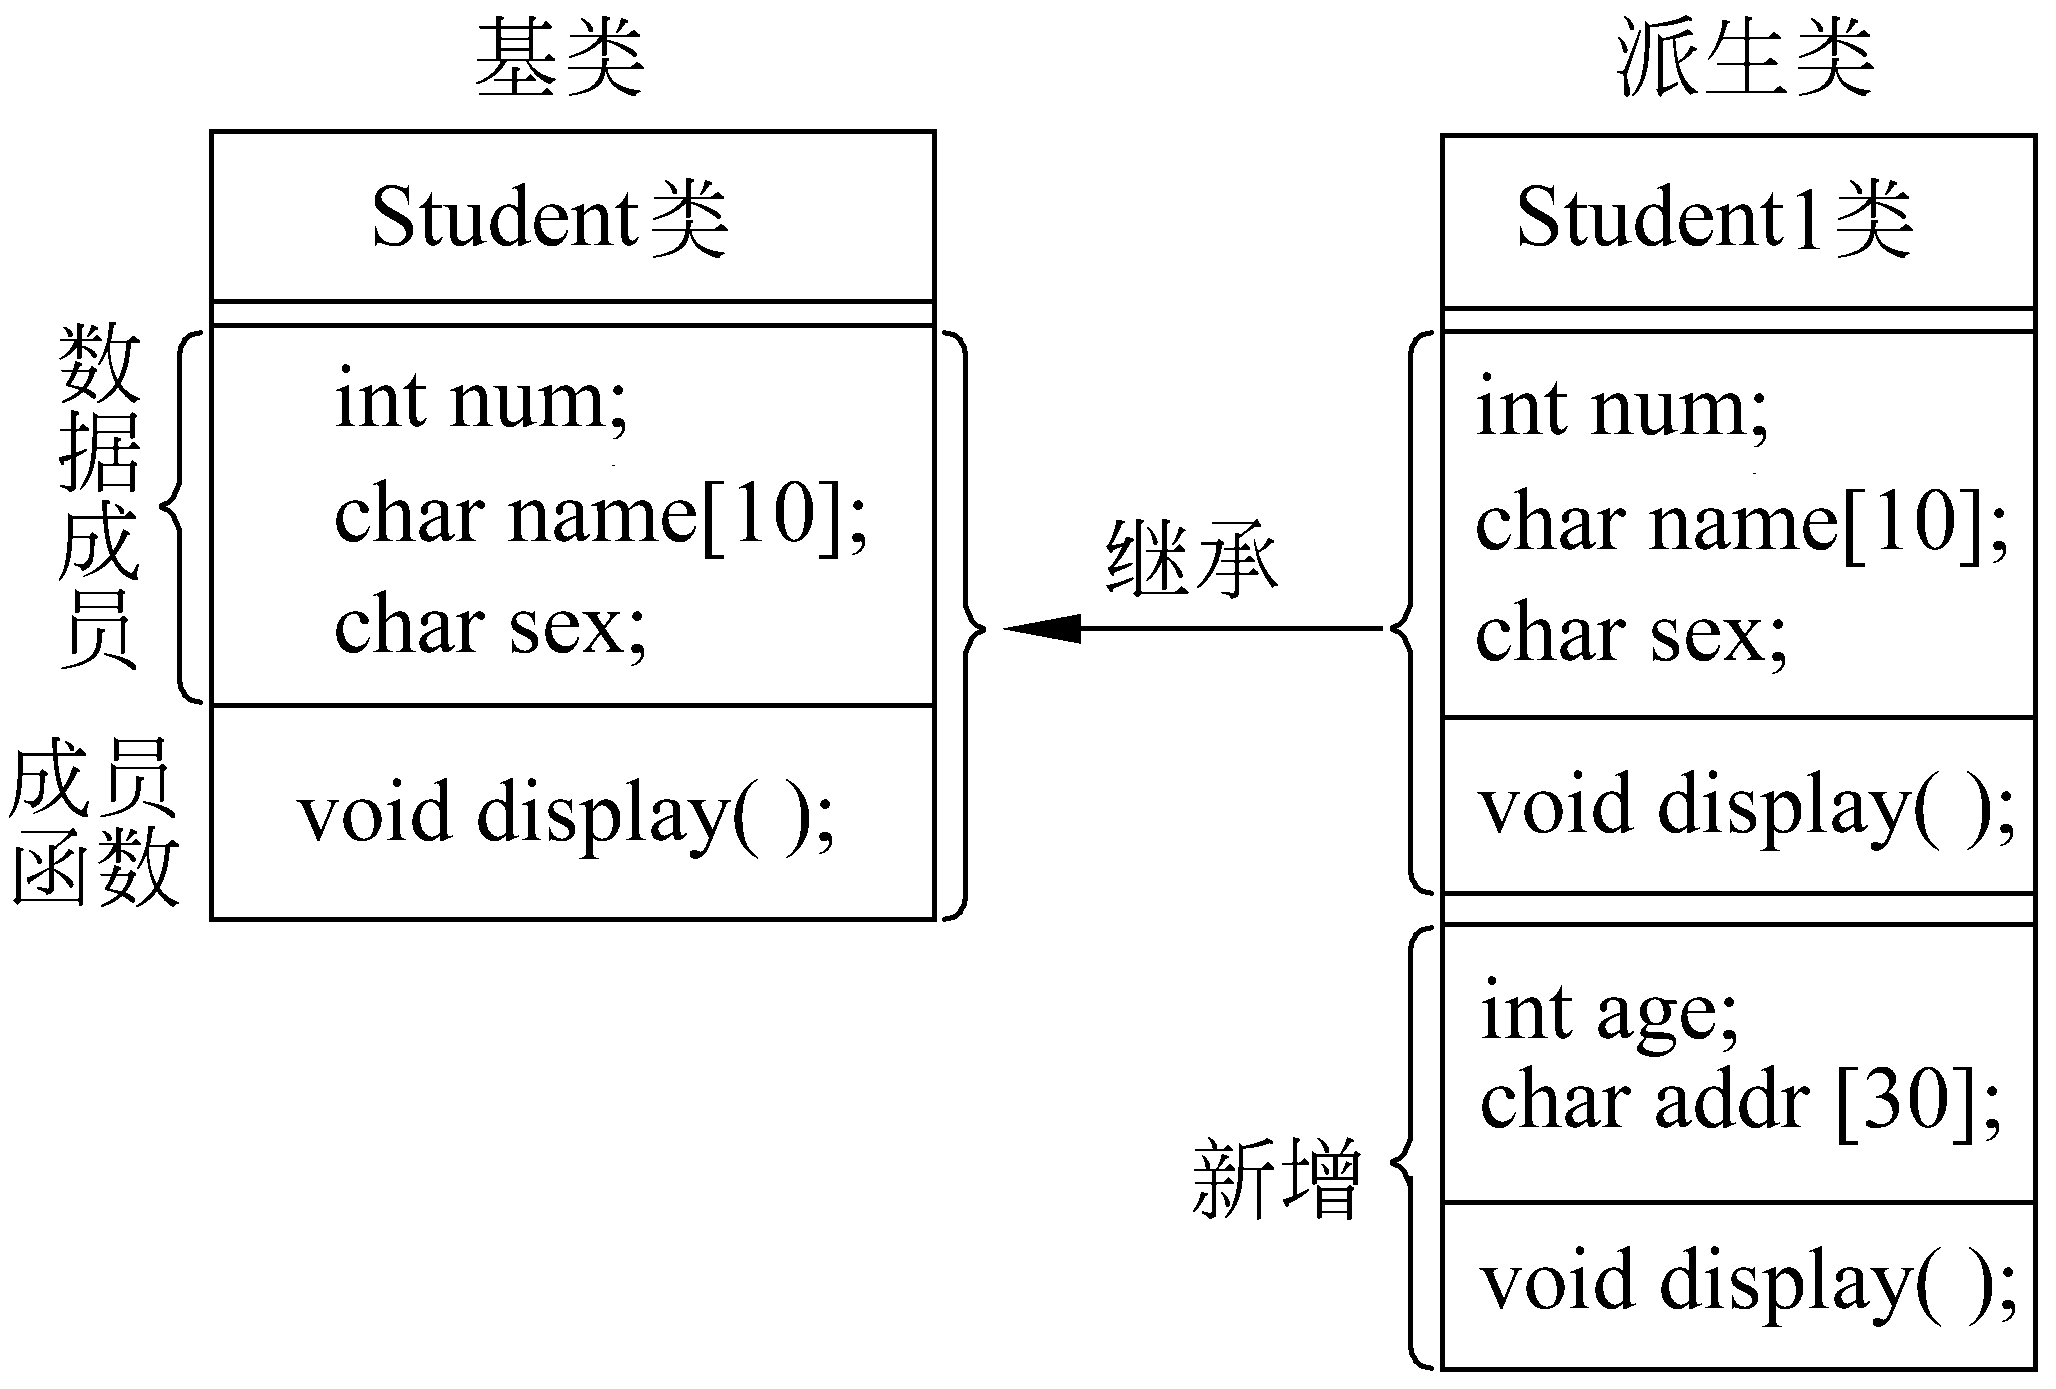 基类
Student类
数据成员
int num;
char name[10];
char sex;
成员
函数
void display( );
继承
派生类
Student1类
int num;
char name[10];
char sex;
void display( );
新增
int age;
char addr [30];
void display( );